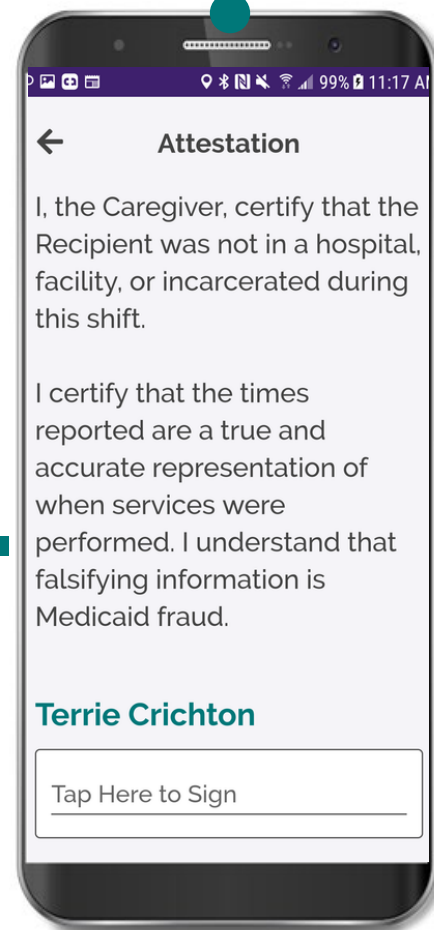 99% 11:17 A
Attestation
I, the Caregiver, certify that the
Recipient was not in a hospital,
facility, or incarcerated during
this shift.
I certify that the times
reported are a true and
accurate representation of
when services were
performed. I understand that
falsifying information is
Medicaid fraud.
Terrie Crichton
Tap Here to Sign